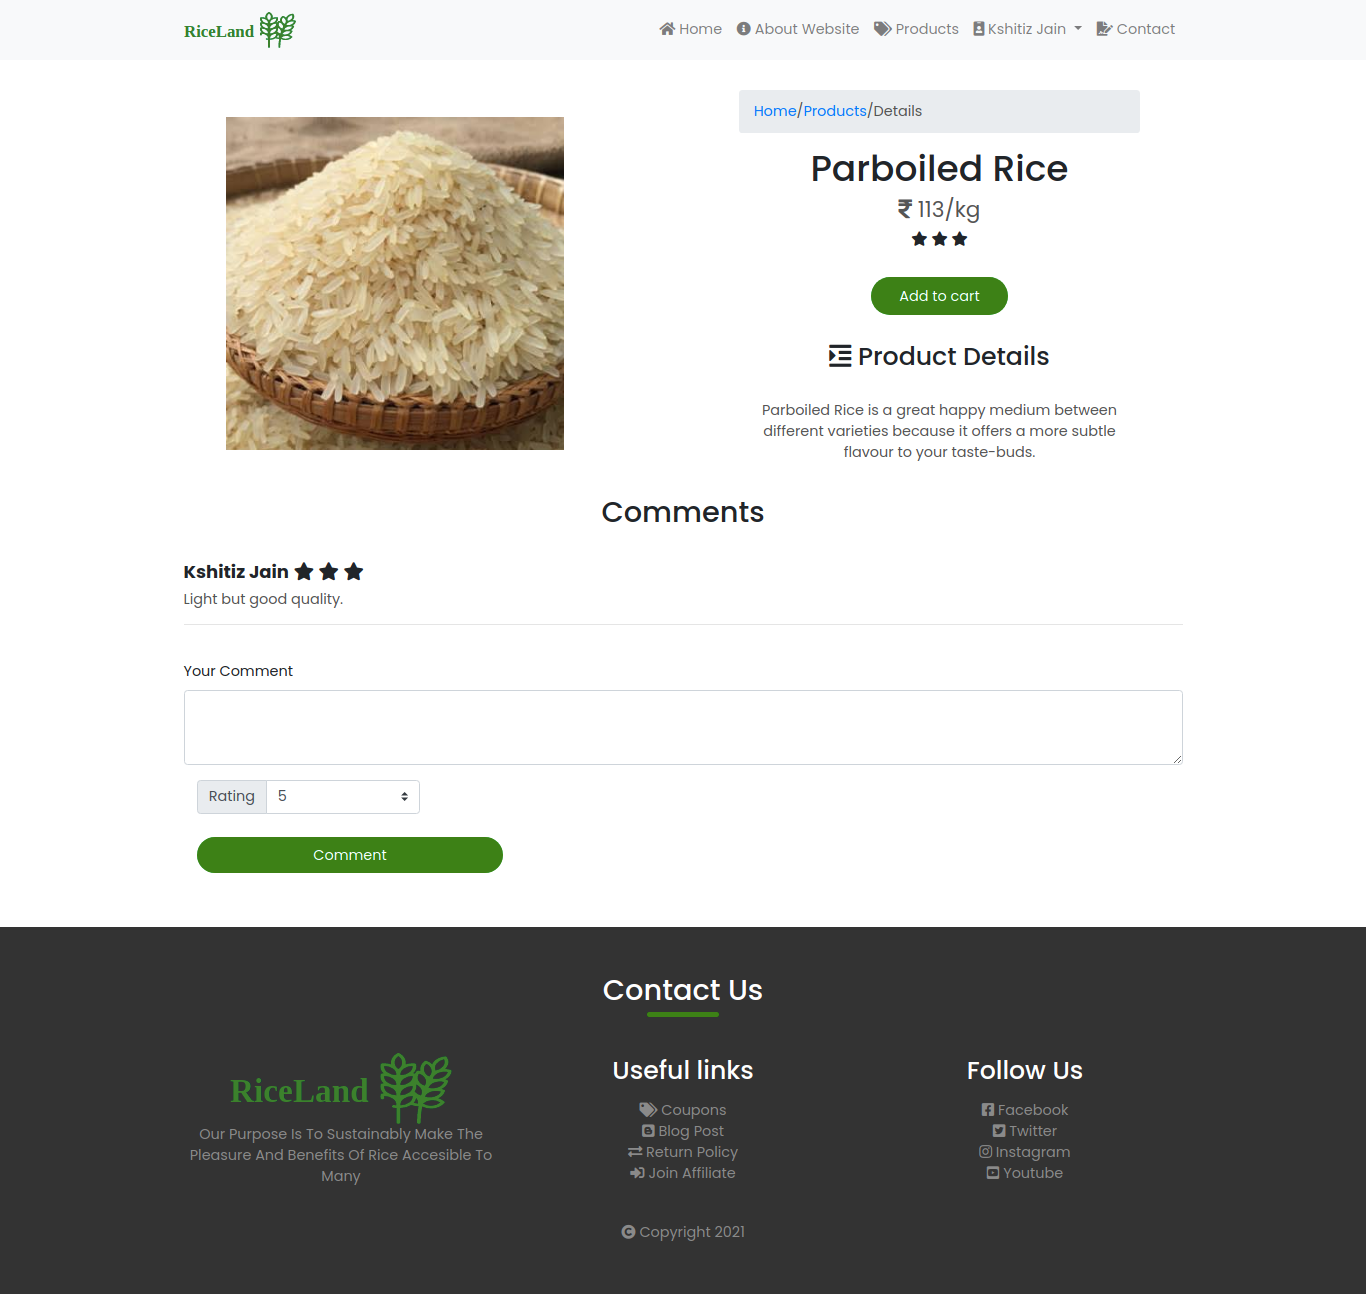 RiceLand
Home
About Website
Products
Kshitiz Jain
Contact
Home/Products/Details
Parboiled Rice
₹ 113/kg
Add to cart
Product Details
Parboiled Rice is a great happy medium between
different varieties because it offers a more subtle
flavour to your taste-buds.
Comments
Kshitiz Jain
Light but good quality.
Your Comment
Rating 5
Comment
Contact Us
RiceLand
Our Purpose Is To Sustainably Make The
Pleasure And Benefits Of Rice Accesible To
Many
Useful links
Coupons
Blog Post
Return Policy
Join Affiliate
Follow Us
Facebook
Twitter
Instagram
Youtube
© Copyright 2021